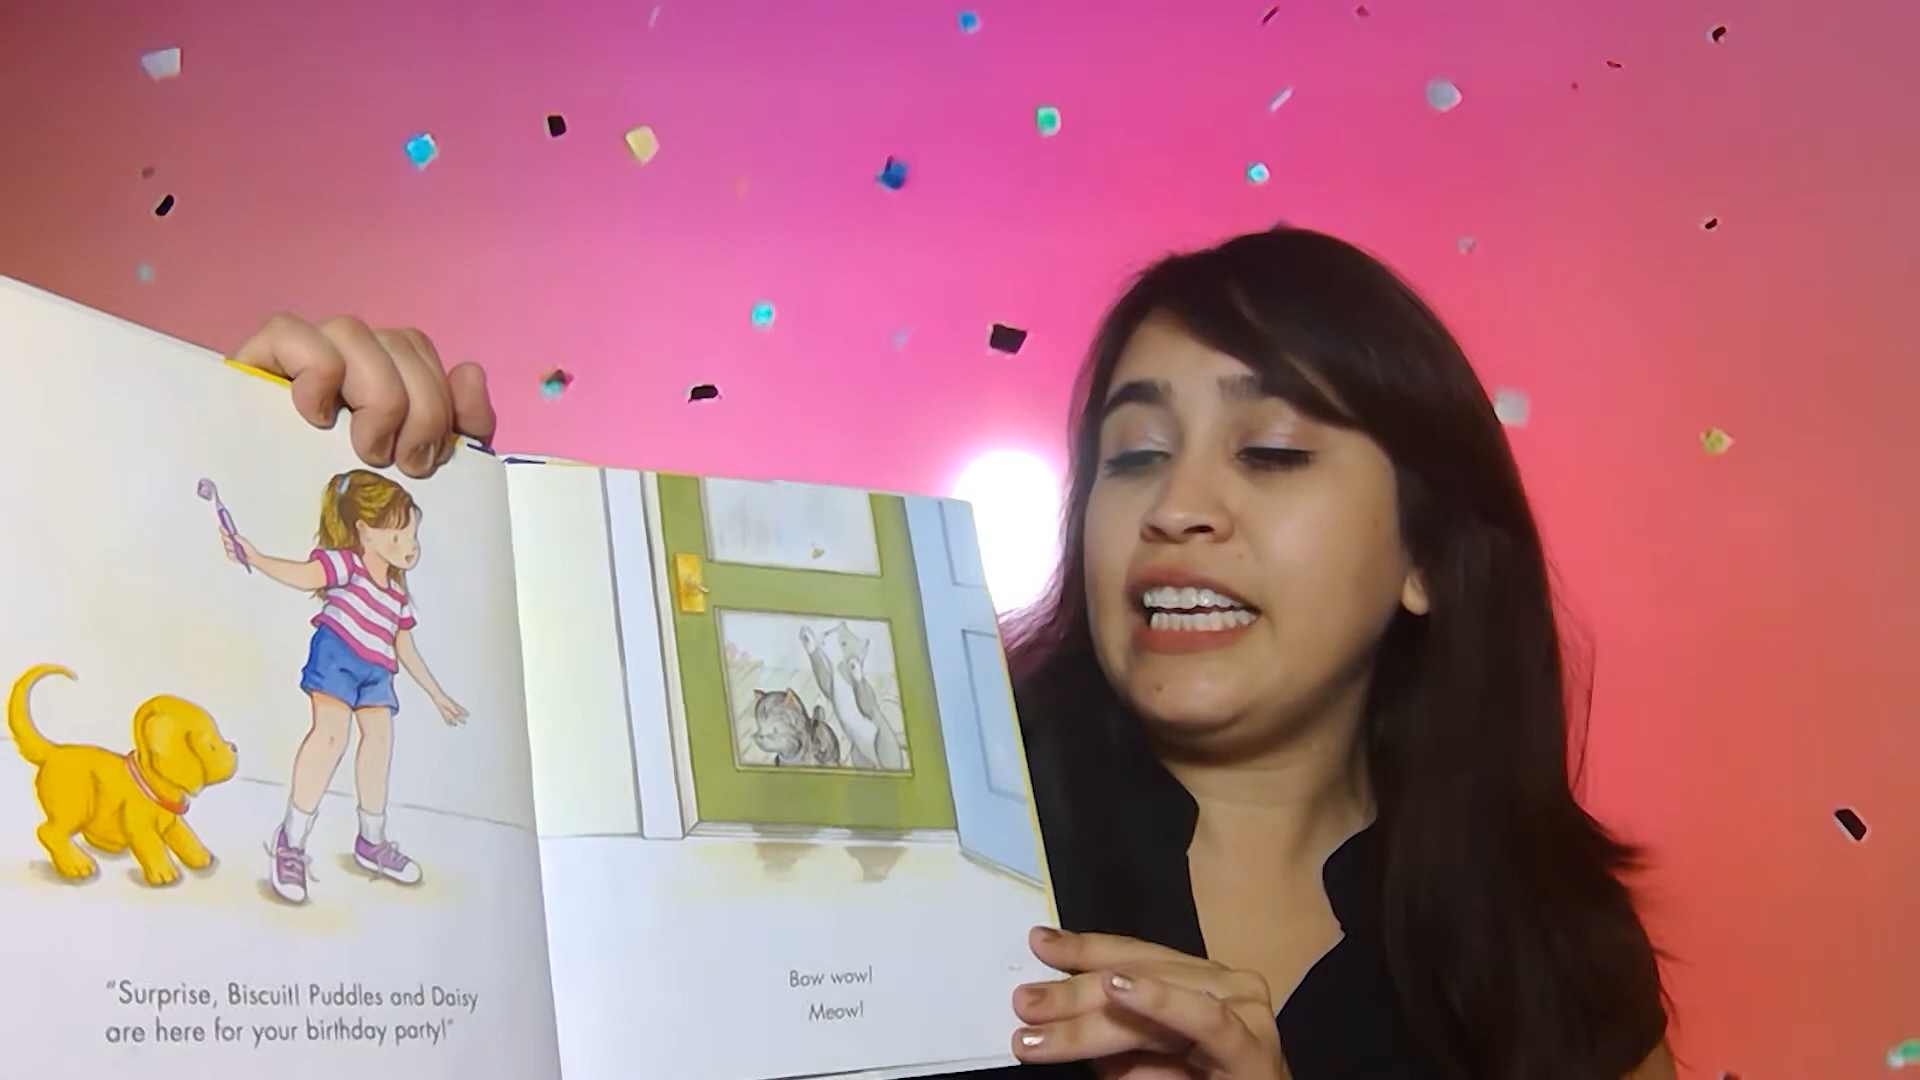 "Surprise, Biscuit! Puddles and Daisy
are here for your birthday party!"
Bow wow!
Meow!